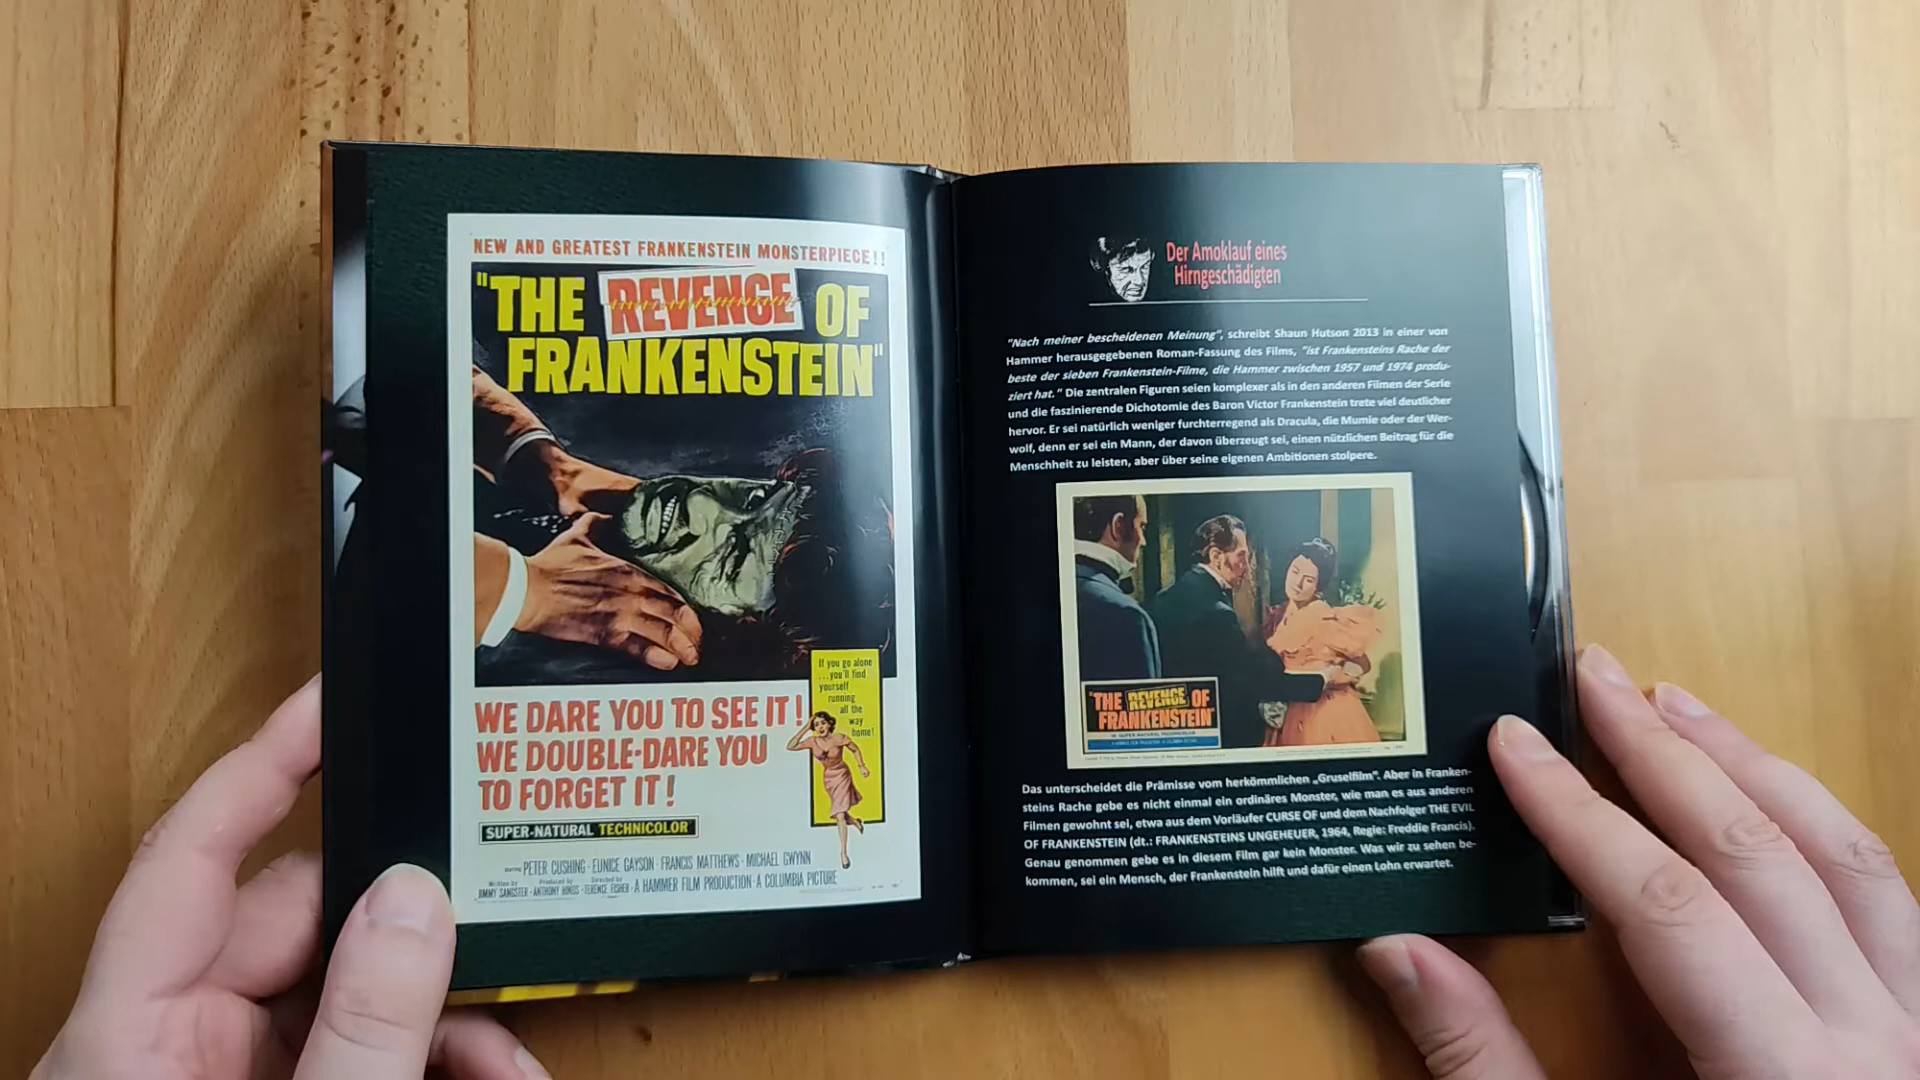 NEW AND GREATEST FRANKENSTEIN MONSTERPIECE!!
"THE REVENGE OF
FRANKENSTEIN"
If you go alone
...you'll find
yourself
running
all the
way
home!
WE DARE YOU TO SEE IT!
WE DOUBLE-DARE YOU
TO FORGET IT!
SUPER-NATURAL TECHNICOLOR
starring PETER CUSHING · EUNICE GAYSON · FRANCIS MATTHEWS · MICHAEL GWYNN
Written by Produced by Directed by
JIMMY SANGSTER · ANTHONY HINDS · TERENCE FISHER · A HAMMER FILM PRODUCTION · A COLUMBIA PICTURE
Der Amoklauf eines
Hirngeschädigten
"Nach meiner bescheidenen Meinung", schreibt Shaun Hutson 2013 in einer von
Hammer herausgegebenen Roman-Fassung des Films, "ist Frankensteins Rache der
beste der sieben Frankenstein-Filme, die Hammer zwischen 1957 und 1974 produ-
ziert hat." Die zentralen Figuren seien komplexer als in den anderen Filmen der Serie
und die faszinierende Dichotomie des Baron Victor Frankenstein trete viel deutlicher
hervor. Er sei natürlich weniger furchterregend als Dracula, die Mumie oder der Wer-
wolf, denn er sei ein Mann, der davon überzeugt sei, einen nützlichen Beitrag für die
Menschheit zu leisten, aber über seine eigenen Ambitionen stolpere.
"THE REVENGE OF
FRANKENSTEIN"
IN SUPER-NATURAL TECHNICOLOR
Das unterscheidet die Prämisse vom herkömmlichen „Gruselfilm". Aber in Franken-
steins Rache gebe es nicht einmal ein ordinäres Monster, wie man es aus anderen
Filmen gewohnt sei, etwa aus dem Vorläufer CURSE OF und dem Nachfolger THE EVIL
OF FRANKENSTEIN (dt.: FRANKENSTEINS UNGEHEUER, 1964, Regie: Freddie Francis).
Genau genommen gebe es in diesem Film gar kein Monster. Was wir zu sehen be-
kommen, sei ein Mensch, der Frankenstein hilft und dafür einen Lohn erwartet.